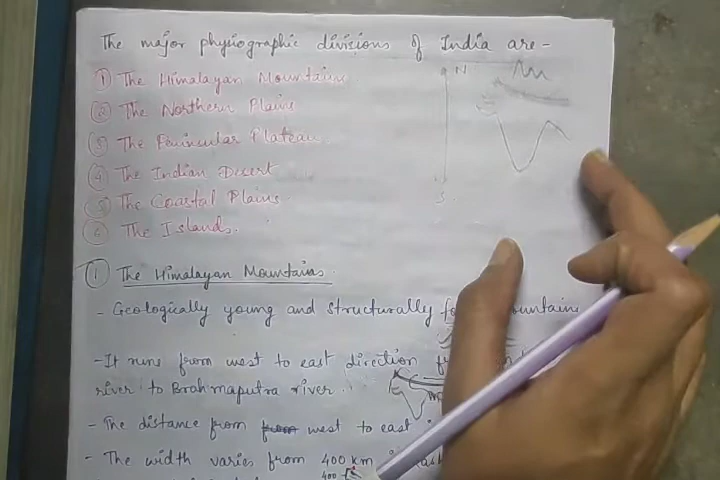 The major physiographic divisions of India are -
① The Himalayan Mountains
② The Northern Plains
③ The Peninsular Plateau
④ The Indian Desert
⑤ The Coastal Plains
⑥ The Islands.
N
S
① The Himalayan Mountains.
- Geologically young and structurally
- It runs from west to east direction
river to Brahmaputra river.
- The distance from west to east
- The width varies from 400 km
400